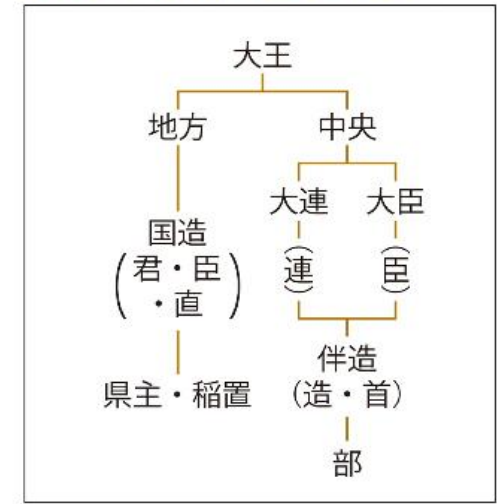 大王
地方
中央
大連
大臣
国造
(君・臣
・直)
(連)
(臣)
県主・稲置
伴造
(造・首)
部